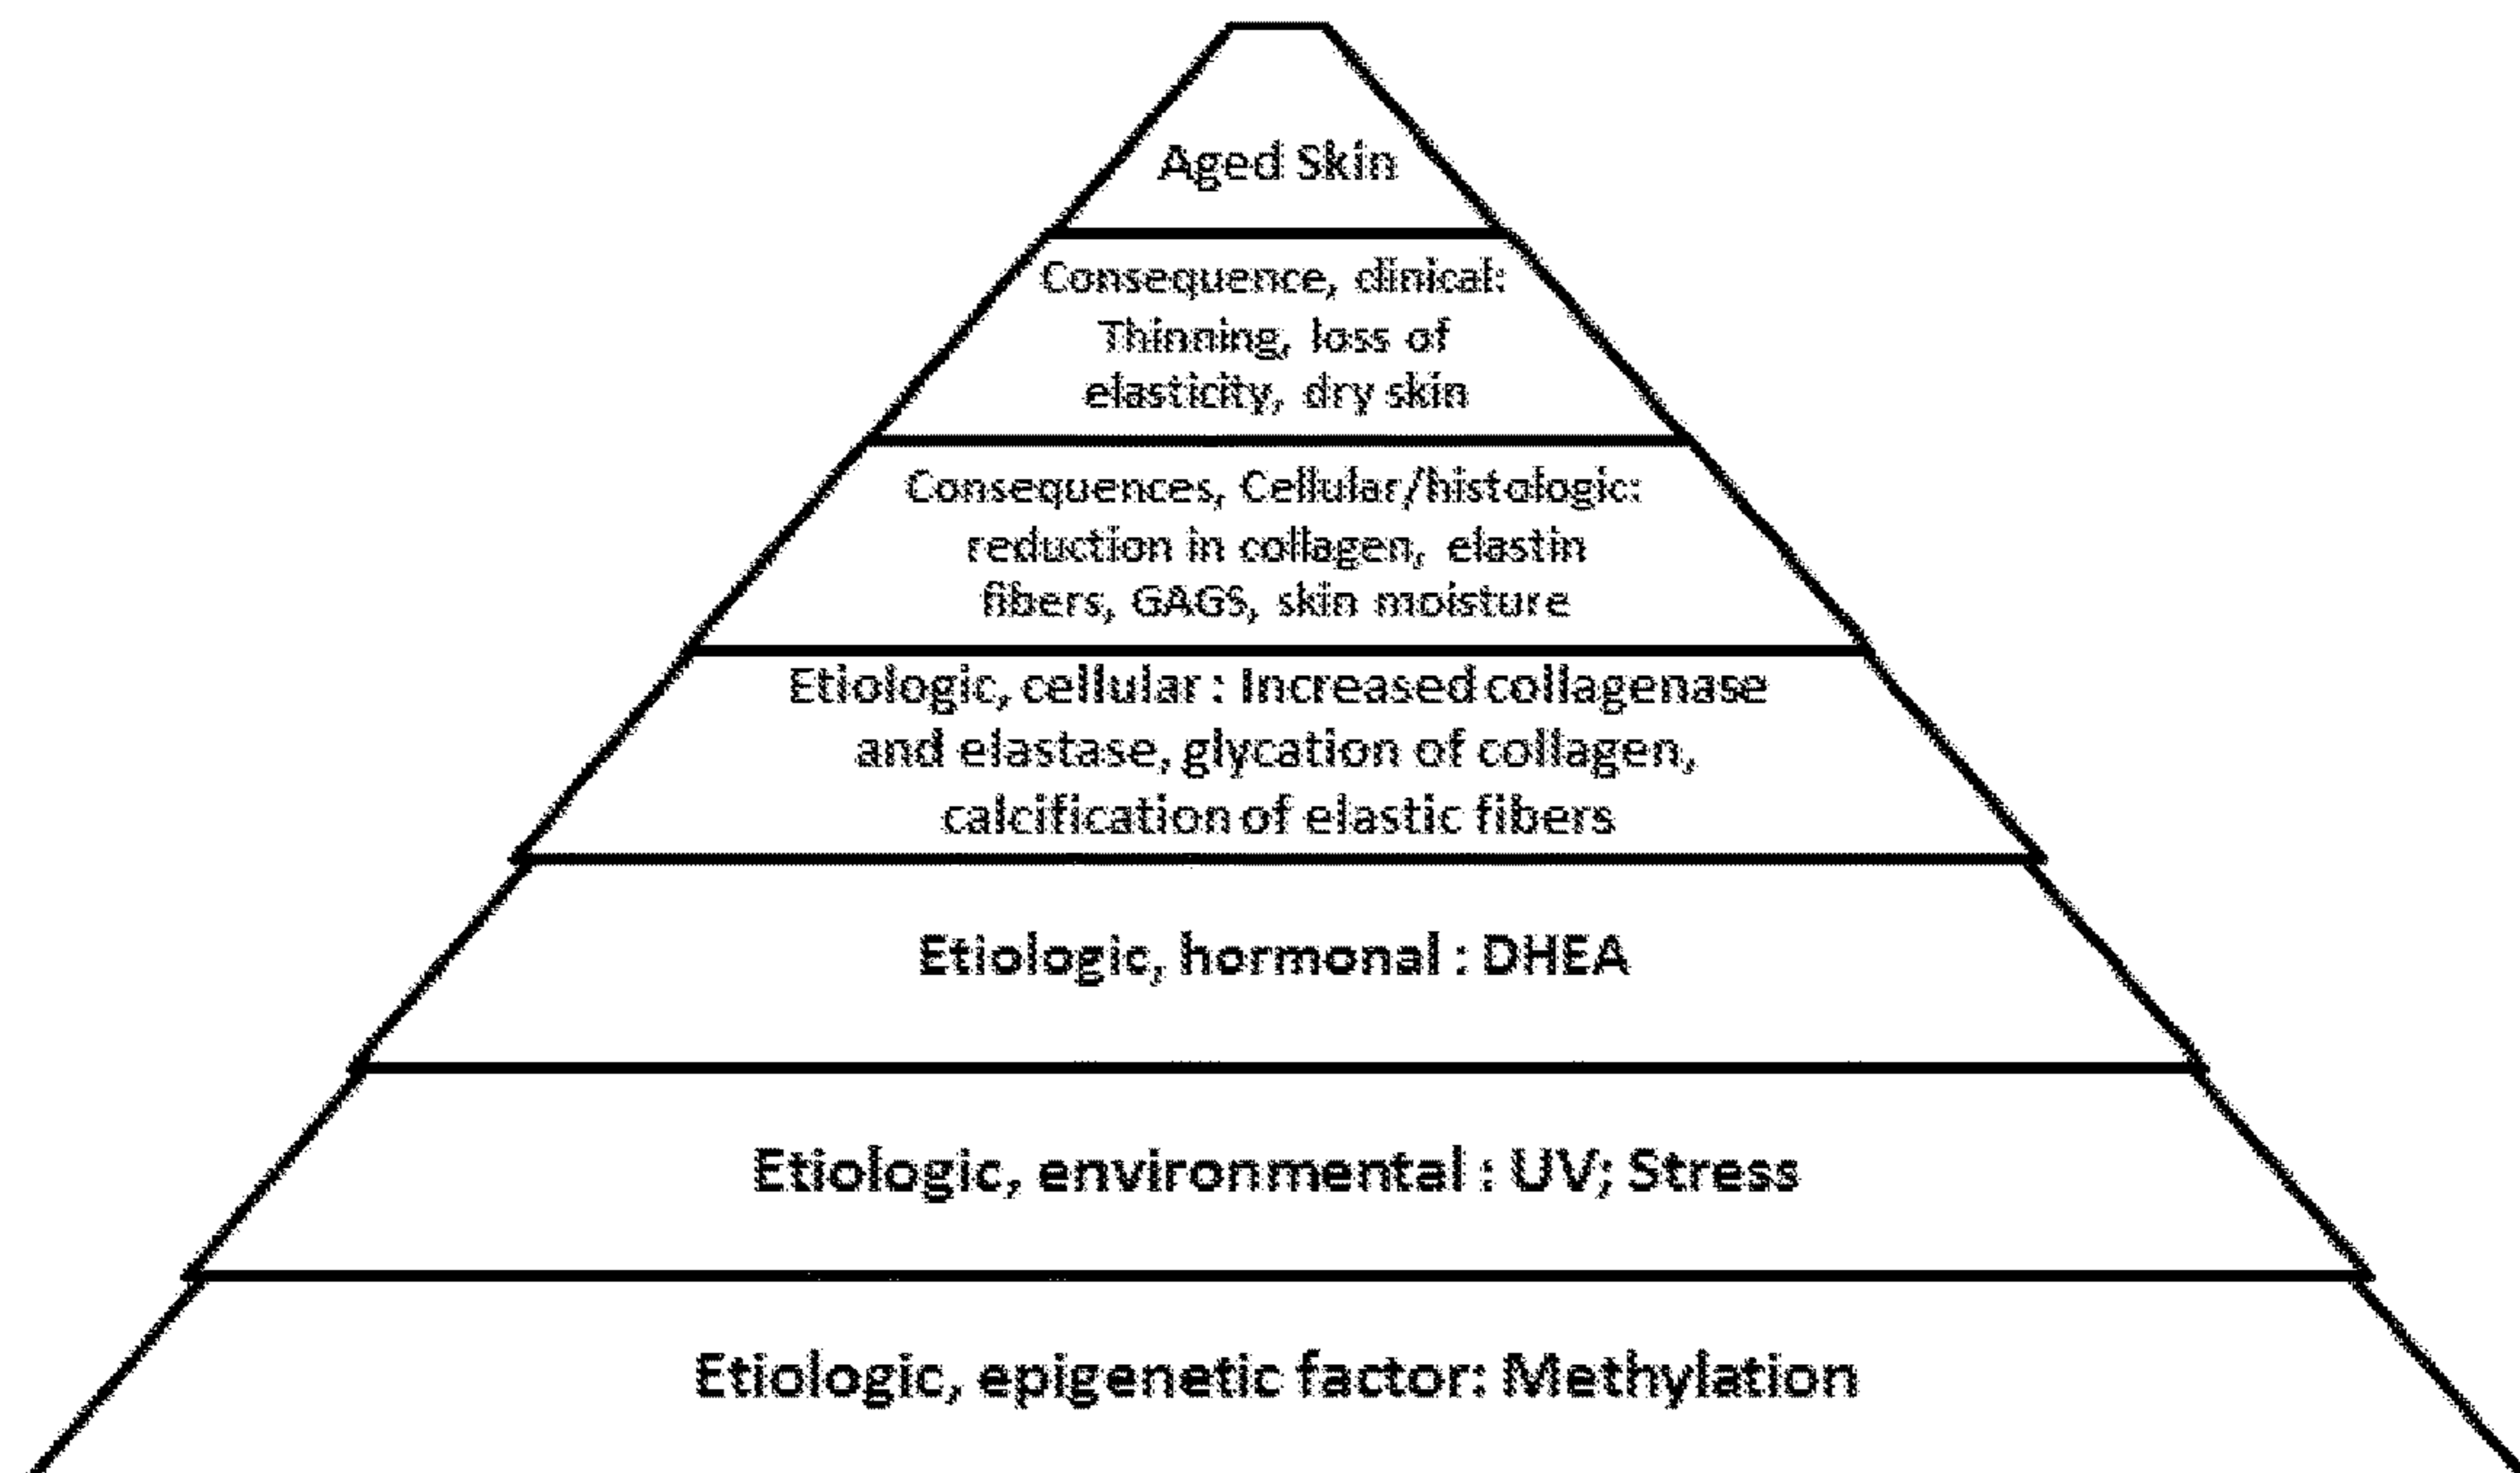 Aged Skin
Consequence, clinical:
Thinning, loss of
elasticity, dry skin
Consequences, Cellular/histologic:
reduction in collagen, elastin
fibers, GAGS, skin moisture
Etiologic, cellular : Increased collagenase
and elastase, glycation of collagen,
calcification of elastic fibers
Etiologic, hormonal : DHEA
Etiologic, environmental : UV; Stress
Etiologic, epigenetic factor: Methylation